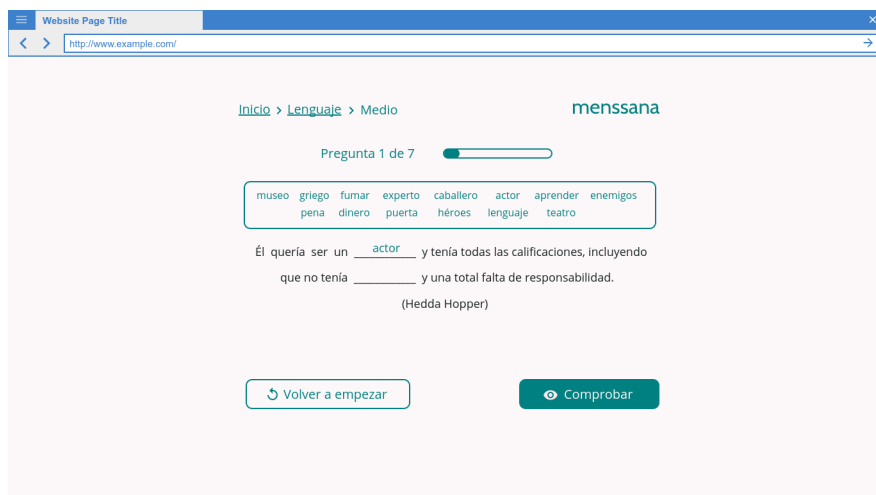 Website Page Title
http://www.example.com/
Inicio > Lenguaje > Medio
menssana
Pregunta 1 de 7
museo griego fumar experto caballero actor aprender enemigos
pena dinero puerta héroes lenguaje teatro
Él quería ser un actor y tenía todas las calificaciones, incluyendo
que no tenía ____________ y una total falta de responsabilidad.
(Hedda Hopper)
Volver a empezar
Comprobar